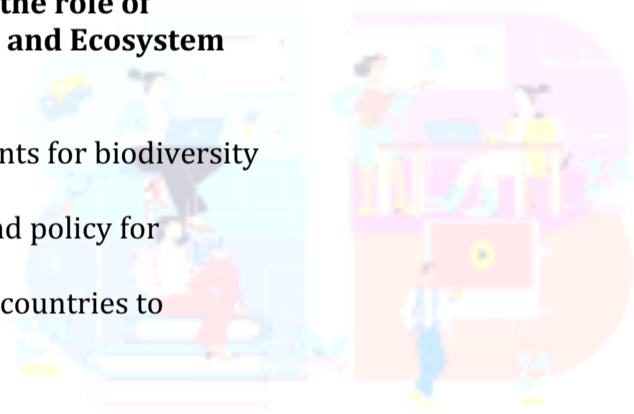 the role of
and Ecosystem
nts for biodiversity
nd policy for
countries to